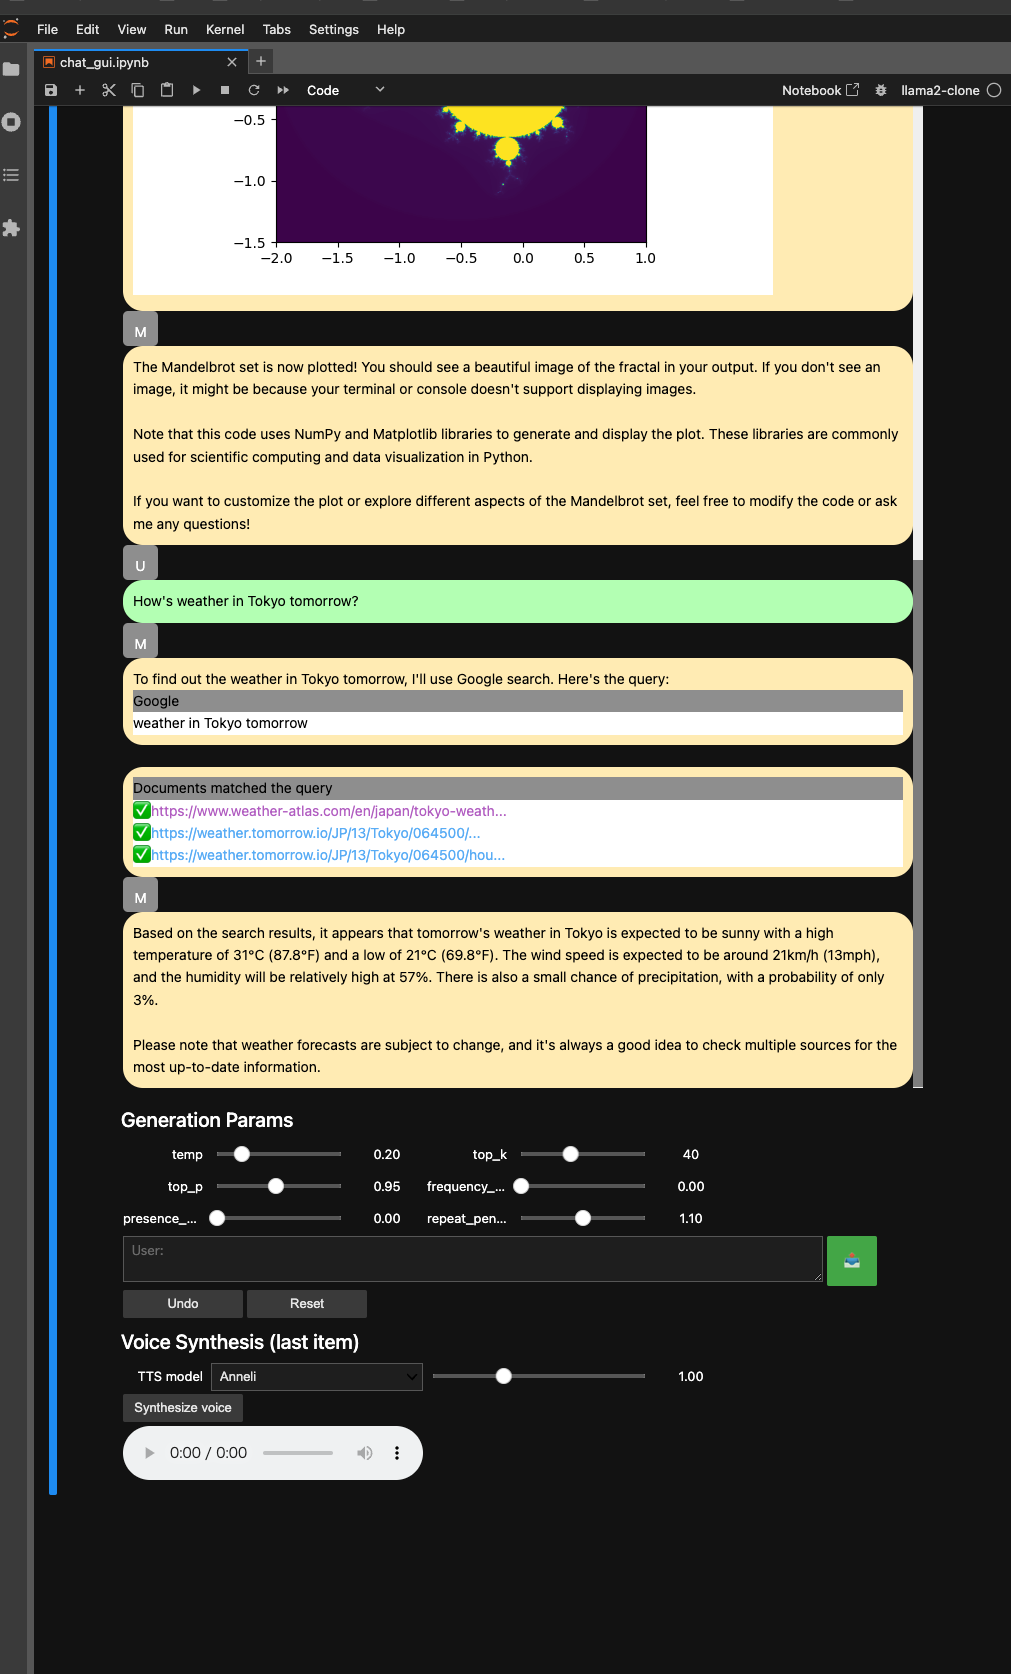 File Edit View Run Kernel Tabs Settings Help
chat_gui.ipynb
Code
Notebook
llama2-clone
−0.5
−1.0
−1.5
−2.0 −1.5 −1.0 −0.5 0.0 0.5 1.0
M
The Mandelbrot set is now plotted! You should see a beautiful image of the fractal in your output. If you don't see an
image, it might be because your terminal or console doesn't support displaying images.
Note that this code uses NumPy and Matplotlib libraries to generate and display the plot. These libraries are commonly
used for scientific computing and data visualization in Python.
If you want to customize the plot or explore different aspects of the Mandelbrot set, feel free to modify the code or ask
me any questions!
U
How's weather in Tokyo tomorrow?
M
To find out the weather in Tokyo tomorrow, I'll use Google search. Here's the query:
Google
weather in Tokyo tomorrow
Documents matched the query
https://www.weather-atlas.com/en/japan/tokyo-weath...
https://weather.tomorrow.io/JP/13/Tokyo/064500/...
https://weather.tomorrow.io/JP/13/Tokyo/064500/hou...
M
Based on the search results, it appears that tomorrow's weather in Tokyo is expected to be sunny with a high
temperature of 31°C (87.8°F) and a low of 21°C (69.8°F). The wind speed is expected to be around 21km/h (13mph),
and the humidity will be relatively high at 57%. There is also a small chance of precipitation, with a probability of only
3%.
Please note that weather forecasts are subject to change, and it's always a good idea to check multiple sources for the
most up-to-date information.
Generation Params
temp 0.20 top_k 40
top_p 0.95 frequency_... 0.00
presence_... 0.00 repeat_pen... 1.10
User:
Undo Reset
Voice Synthesis (last item)
TTS model Anneli 1.00
Synthesize voice
0:00 / 0:00